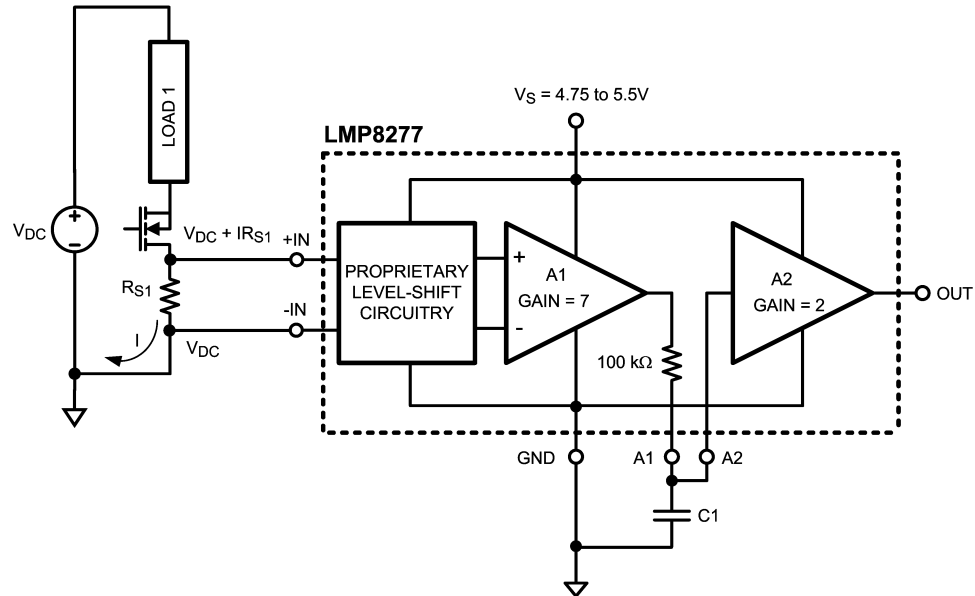 V_S = 4.75 to 5.5V
LMP8277
LOAD 1
V_DC
+
-
V_DC + IR_S1
+IN
R_S1
-IN
I
V_DC
PROPRIETARY
LEVEL-SHIFT
CIRCUITRY
+
-
A1
GAIN = 7
A2
GAIN = 2
OUT
100 kΩ
GND
A1
A2
C1